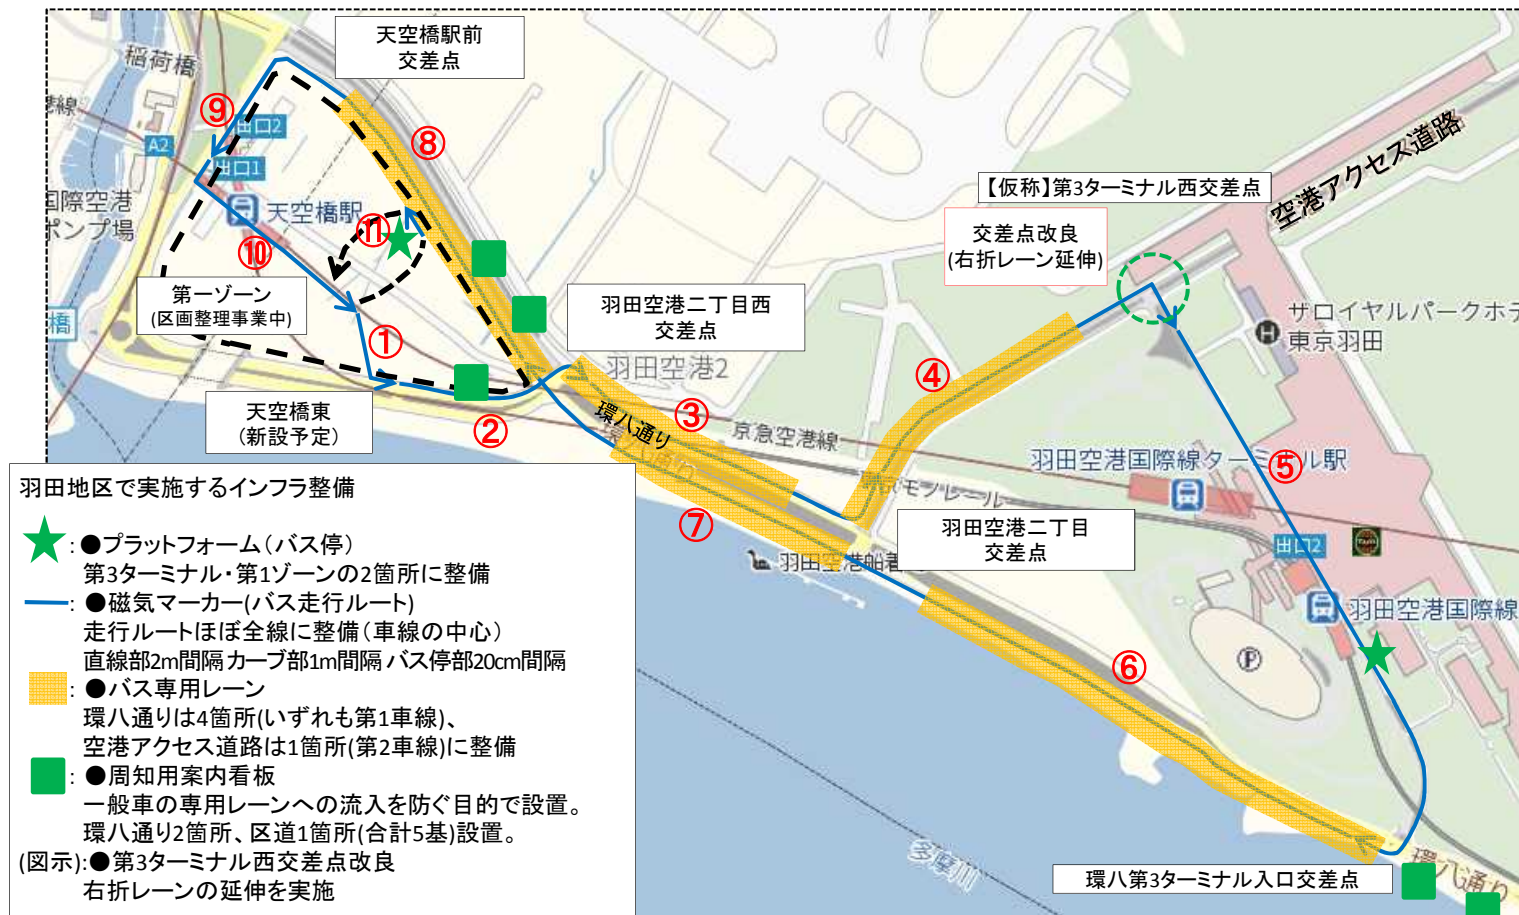 天空橋駅前
交差点
稲荷橋
⑨
出口2
A2
出口1
⑧
国際空港
ポンプ場
天空橋駅
⑪
⑩
第一ゾーン
(区画整理事業中)
橋
①
天空橋東
(新設予定)
②
羽田空港二丁目西
交差点
羽田空港2
環八通り
③
京急空港線
④
空港アクセス道路
【仮称】第3ターミナル西交差点
交差点改良
(右折レーン延伸)
ザロイヤルパークホテ
東京羽田
H
羽田空港国際線ターミナル駅
⑤
東京モノレール
羽田空港二丁目
交差点
⑦
羽田空港船着
出口2
羽田空港国際線
P
⑥
多摩川
環八通り
環八第3ターミナル入口交差点
羽田地区で実施するインフラ整備
:●プラットフォーム(バス停)
第3ターミナル・第1ゾーンの2箇所に整備
:●磁気マーカー(バス走行ルート)
走行ルートほぼ全線に整備(車線の中心)
直線部2m間隔 カーブ部1m間隔 バス停部20cm間隔
:●バス専用レーン
環八通りは4箇所(いずれも第1車線)、
空港アクセス道路は1箇所(第2車線)に整備
:●周知用案内看板
一般車の専用レーンへの流入を防ぐ目的で設置。
環八通り2箇所、区道1箇所(合計5基)設置。
(図示):●第3ターミナル西交差点改良
右折レーンの延伸を実施